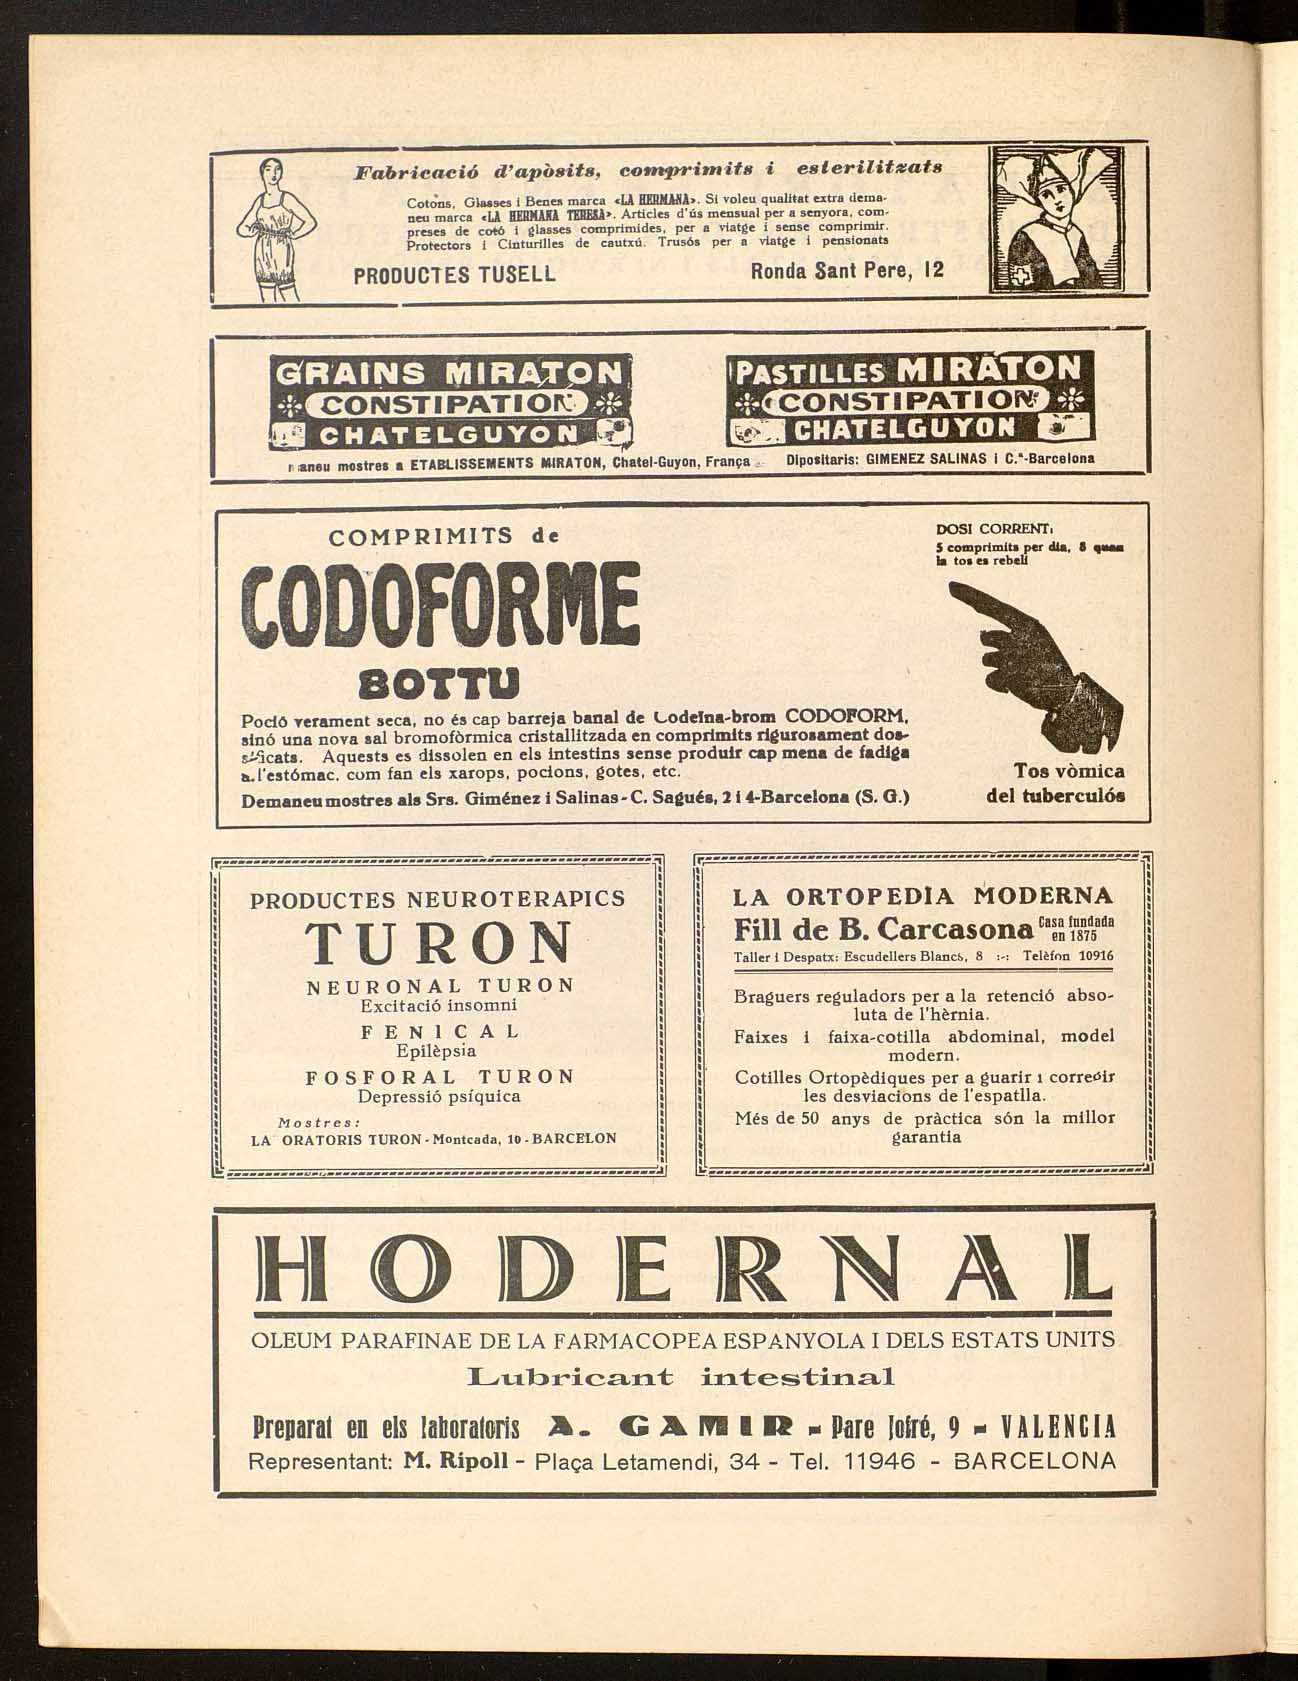 Fabricació d'apòsits, comprimits i esterilitzats
Cotons, Glasses i Benes marca «LA HERMANA». Si voleu qualitat extra dema-
neu marca «LA HERMANA TERESA». Articles d'ús mensual per a senyora, com-
preses de cotó i glasses comprimides, per a viatge i sense comprimir.
Protectors i Cinturilles de cautxú. Trusós per a viatge i pensionats
PRODUCTES TUSELL Ronda Sant Pere, 12
GRAINS MIRATON
CONSTIPATION
CHATELGUYON
PASTILLES MIRATON
CONSTIPATION
CHATELGUYON
maneu mostres a ETABLISSEMENTS MIRATON, Chatel-Guyon, França Dipositaris: GIMENEZ SALINAS i C.ª-Barcelona
COMPRIMITS de
CODOFORME
BOTTU
Poció verament seca, no és cap barreja banal de Codeïna-brom CODOFORM,
sinó una nova sal bromofòrmica cristallitzada en comprimits rigurosament dos-
sificats. Aquests es dissolen en els intestins sense produir cap mena de fadiga
a l'estómac, com fan els xarops, pocions, gotes, etc.
Demaneu mostres als Srs. Giménez i Salinas - C. Sagués, 2 i 4-Barcelona (S. G.)
DOSI CORRENT:
5 comprimits per dia, 8 quan
la tos es rebell
Tos vòmica
del tuberculós
PRODUCTES NEUROTERAPICS
TURON
NEURONAL TURON
Excitació insomni
FENICAL
Epilèpsia
FOSFORAL TURON
Depressió psíquica
Mostres:
LA ORATORIS TURON - Montcada, 10 - BARCELON
LA ORTOPEDIA MODERNA
Fill de B. Carcasona Casa fundada en 1875
Taller i Despatx: Escudellers Blancs, 8 :-: Telèfon 10916
Braguers reguladors per a la retenció abso-
luta de l'hèrnia.
Faixes i faixa-cotilla abdominal, model
modern.
Cotilles Ortopèdiques per a guarir i corregir
les desviacions de l'espatlla.
Més de 50 anys de pràctica són la millor
garantia
HODERNAL
OLEUM PARAFINAE DE LA FARMACOPEA ESPANYOLA I DELS ESTATS UNITS
Lubricant intestinal
Preparat en els laboratoris A. GAMIR - Pare Jofré, 9 - VALENCIA
Representant: M. Ripoll - Plaça Letamendi, 34 - Tel. 11946 - BARCELONA